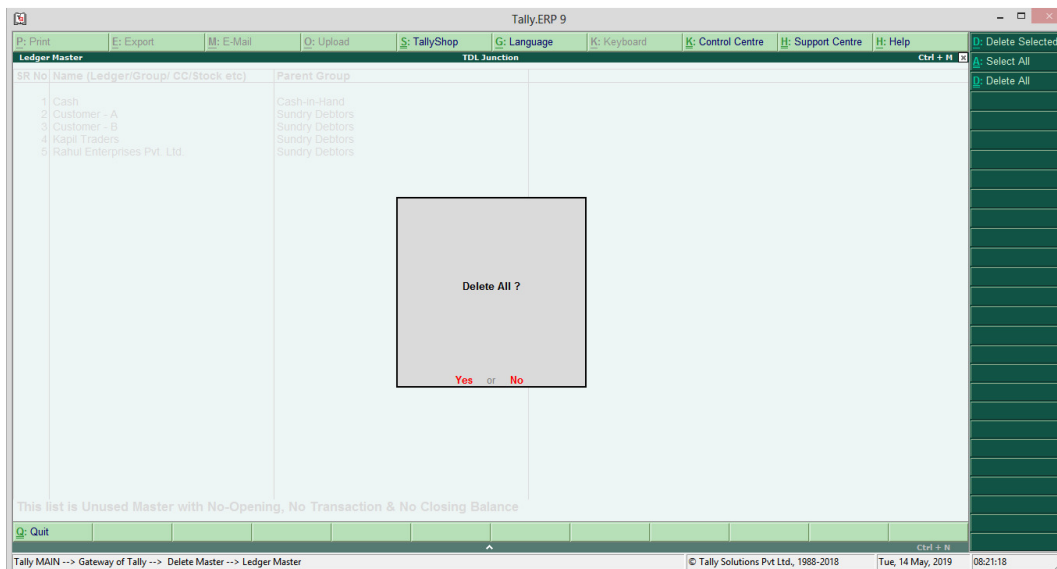 Tally.ERP 9
P: Print E: Export M: E-Mail O: Upload S: TallyShop G: Language K: Keyboard K: Control Centre H: Support Centre H: Help
D: Delete Selected
Ledger Master TDL Junction Ctrl + M
A: Select All
SR No Name (Ledger/Group/ CC/Stock etc) Parent Group
D: Delete All
1 Cash Cash-in-Hand
2 Customer - A Sundry Debtors
3 Customer - B Sundry Debtors
4 Kapil Traders Sundry Debtors
5 Rahul Enterprises Pvt. Ltd. Sundry Debtors
Delete All ?
Yes or No
This list is Unused Master with No-Opening, No Transaction & No Closing Balance
Q: Quit
Ctrl + N
Tally MAIN --> Gateway of Tally --> Delete Master --> Ledger Master © Tally Solutions Pvt Ltd., 1988-2018 Tue, 14 May, 2019 08:21:18